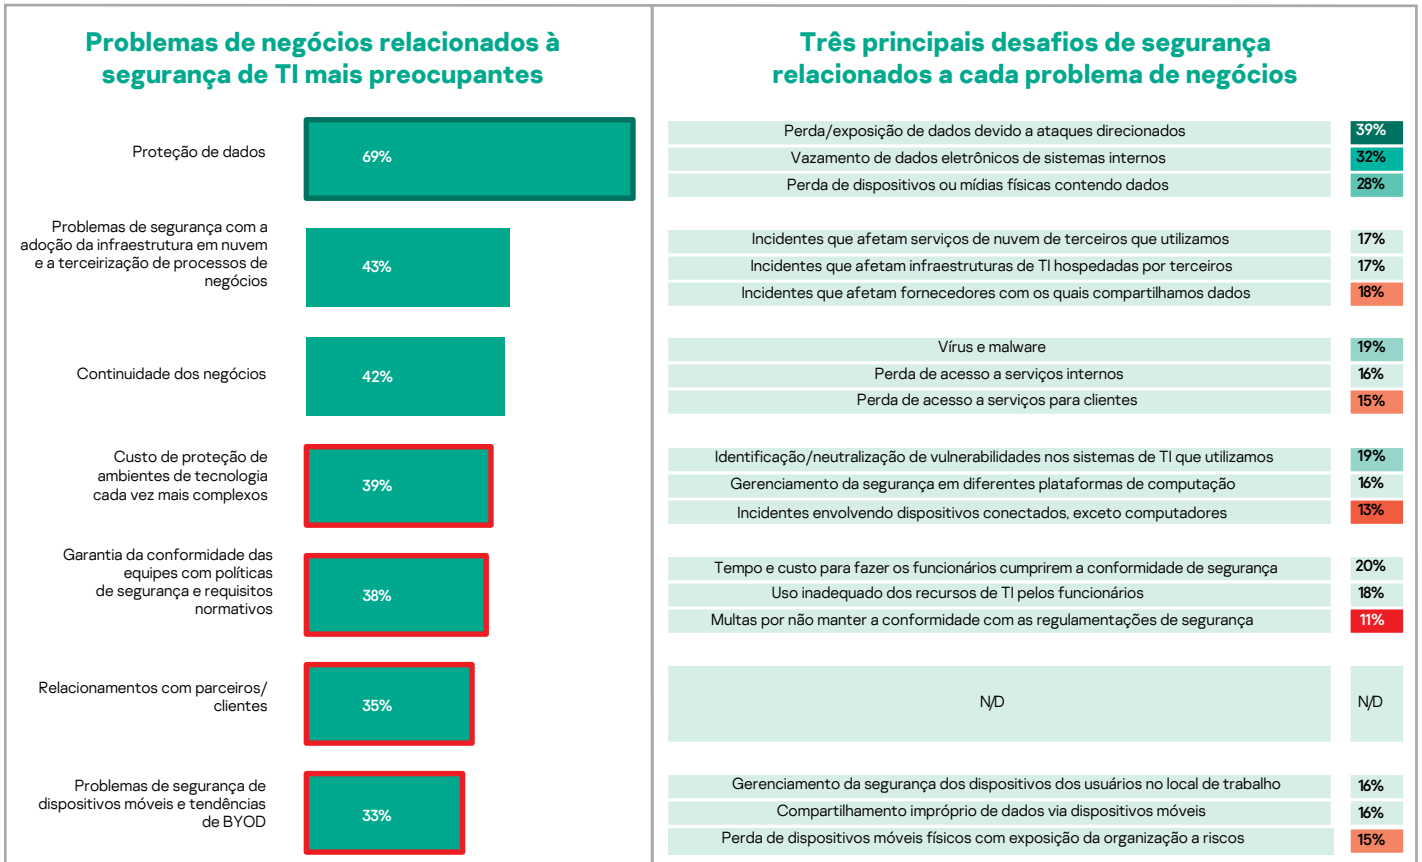 Problemas de negócios relacionados à
segurança de TI mais preocupantes
Três principais desafios de segurança
relacionados a cada problema de negócios
Proteção de dados
69%
Perda/exposição de dados devido a ataques direcionados
39%
Vazamento de dados eletrônicos de sistemas internos
32%
Perda de dispositivos ou mídias físicas contendo dados
28%
Problemas de segurança com a
adoção da infraestrutura em nuvem
e a terceirização de processos de
negócios
43%
Incidentes que afetam serviços de nuvem de terceiros que utilizamos
17%
Incidentes que afetam infraestruturas de TI hospedadas por terceiros
17%
Incidentes que afetam fornecedores com os quais compartilhamos dados
18%
Continuidade dos negócios
42%
Vírus e malware
19%
Perda de acesso a serviços internos
16%
Perda de acesso a serviços para clientes
15%
Custo de proteção de
ambientes de tecnologia
cada vez mais complexos
39%
Identificação/neutralização de vulnerabilidades nos sistemas de TI que utilizamos
19%
Gerenciamento da segurança em diferentes plataformas de computação
16%
Incidentes envolvendo dispositivos conectados, exceto computadores
13%
Garantia da conformidade das
equipes com políticas
de segurança e requisitos
normativos
38%
Tempo e custo para fazer os funcionários cumprirem a conformidade de segurança
20%
Uso inadequado dos recursos de TI pelos funcionários
18%
Multas por não manter a conformidade com as regulamentações de segurança
11%
Relacionamentos com parceiros/
clientes
35%
N/D
N/D
Problemas de segurança de
dispositivos móveis e tendências
de BYOD
33%
Gerenciamento da segurança dos dispositivos dos usuários no local de trabalho
16%
Compartilhamento impróprio de dados via dispositivos móveis
16%
Perda de dispositivos móveis físicos com exposição da organização a riscos
15%